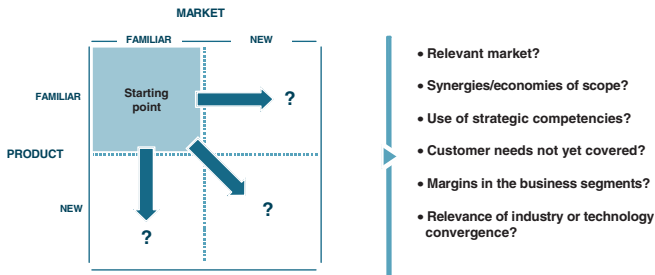 MARKET
FAMILIAR
NEW
FAMILIAR
Starting
point
?
PRODUCT
NEW
?
?
• Relevant market?
• Synergies/economies of scope?
• Use of strategic competencies?
• Customer needs not yet covered?
• Margins in the business segments?
• Relevance of industry or technology
convergence?